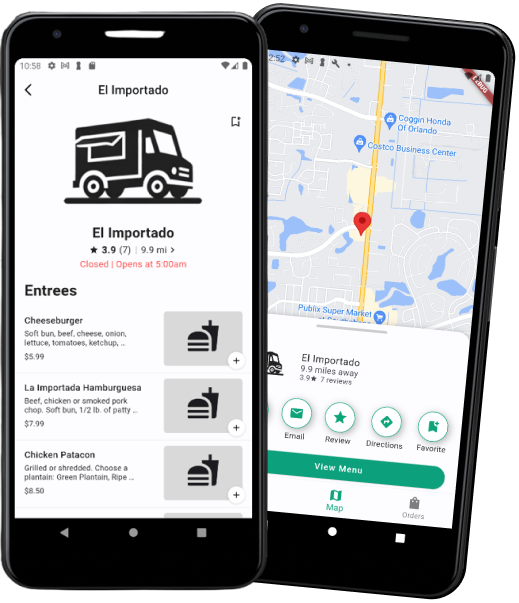 10:58
El Importado
El Importado
★ 3.9 (7) | 9.9 mi >
Closed | Opens at 5:00am
Entrees
Cheeseburger
Soft bun, beef, cheese, onion,
lettuce, tomatoes, ketchup, ...
$5.99
La Importada Hamburguesa
Beef, chicken or smoked pork
chop. Soft bun, 1/2 lb. of patty ...
$7.99
Chicken Patacon
Grilled or shredded. Choose a
plantain: Green Plantain, Ripe ...
$8.50
2:52
Coggin Honda
Of Orlando
Costco Business Center
Publix Super Market
El Importado
9.9 miles away
3.9★ 7 reviews
Email
Review
Directions
Favorite
View Menu
Map
Orders